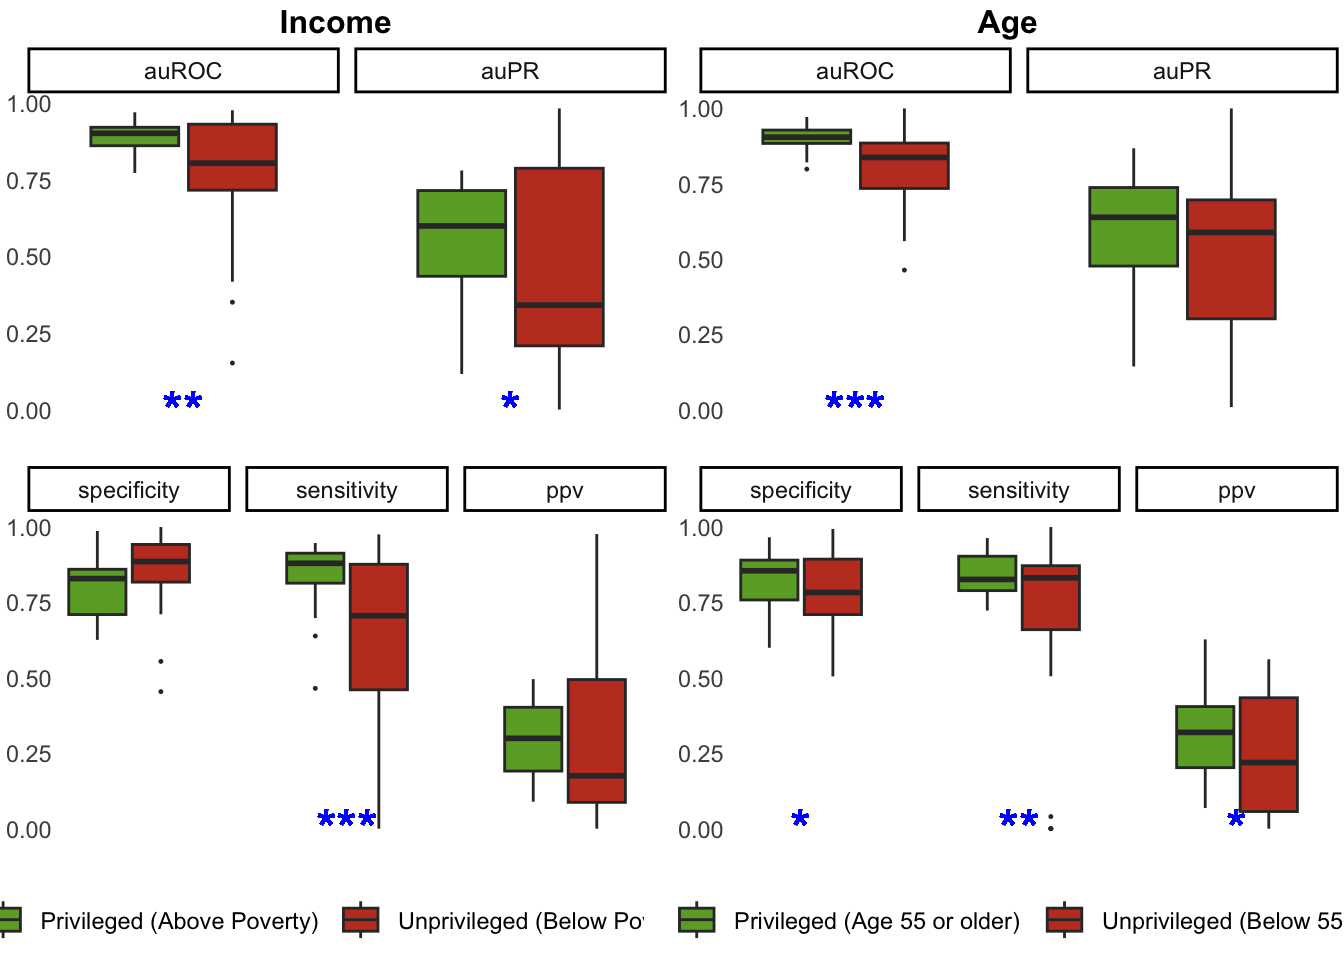 Income
auROC auPR
1.00
0.75
0.50
0.25
0.00
** *
specificity sensitivity ppv
1.00
0.75
0.50
0.25
0.00
***
Privileged (Above Poverty) Unprivileged (Below Po
Age
auROC auPR
1.00
0.75
0.50
0.25
0.00
***
specificity sensitivity ppv
1.00
0.75
0.50
0.25
0.00
* ** *
Privileged (Age 55 or older) Unprivileged (Below 55